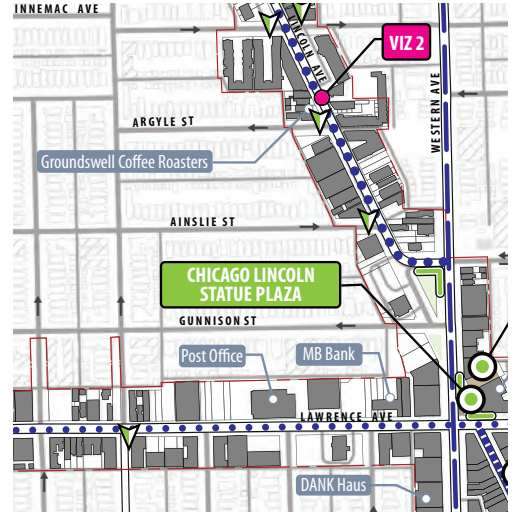 INNEMAC AVE
LINCOLN AVE
VIZ 2
WESTERN AVE
ARGYLE ST
Groundswell Coffee Roasters
AINSLIE ST
CHICAGO LINCOLN
STATUE PLAZA
GUNNISON ST
Post Office
MB Bank
LAWRENCE AVE
DANK Haus